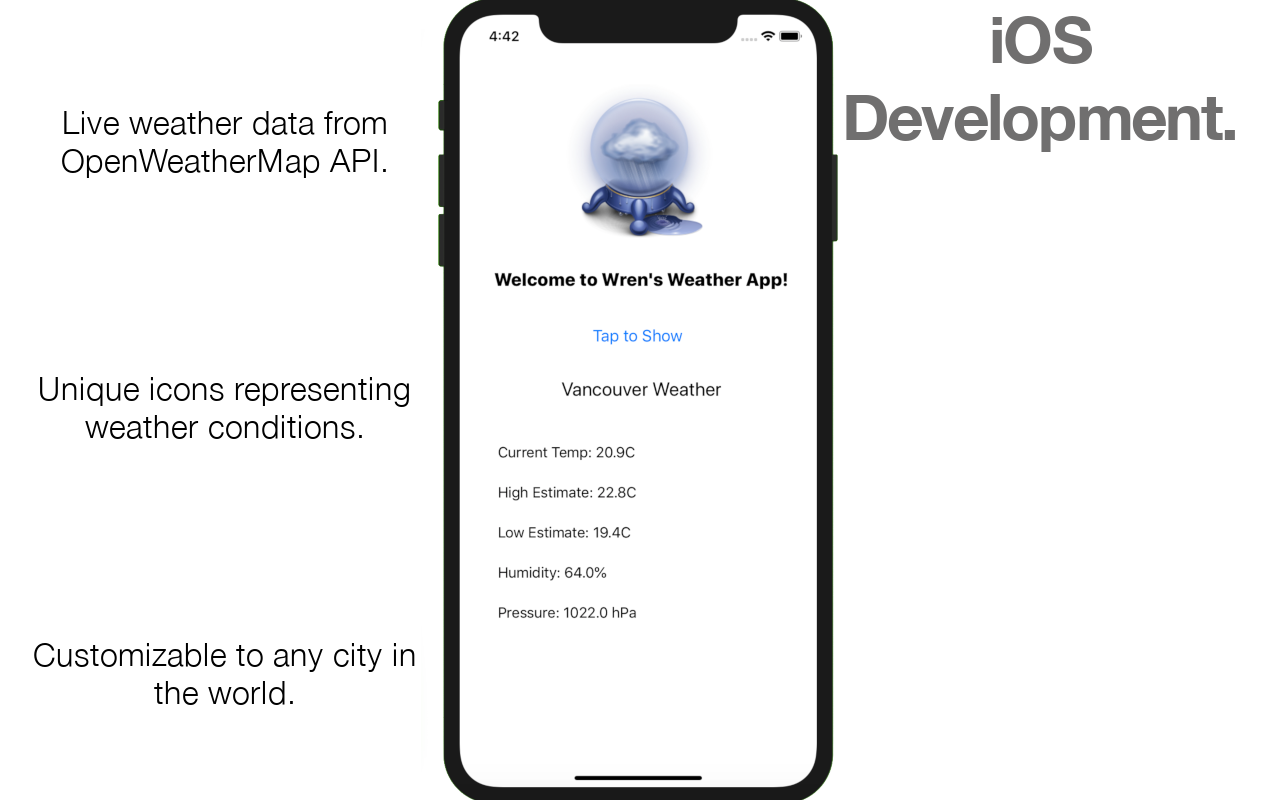 iOS
Development.
Live weather data from
OpenWeatherMap API.
Unique icons representing
weather conditions.
Customizable to any city in
the world.
4:42
Welcome to Wren's Weather App!
Tap to Show
Vancouver Weather
Current Temp: 20.9C
High Estimate: 22.8C
Low Estimate: 19.4C
Humidity: 64.0%
Pressure: 1022.0 hPa